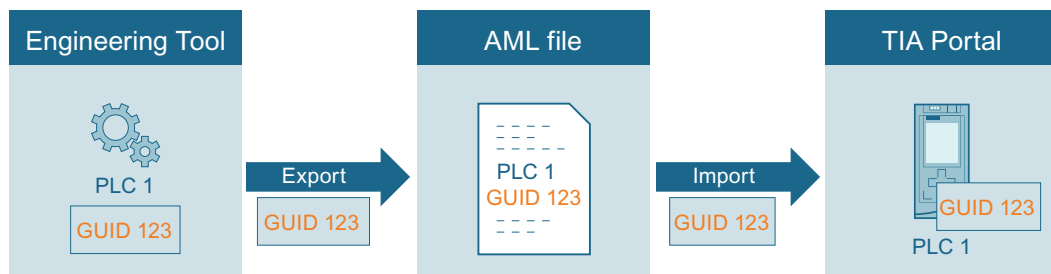 Engineering Tool
PLC 1
GUID 123
Export
GUID 123
AML file
PLC 1
GUID 123
Import
GUID 123
TIA Portal
GUID 123
PLC 1